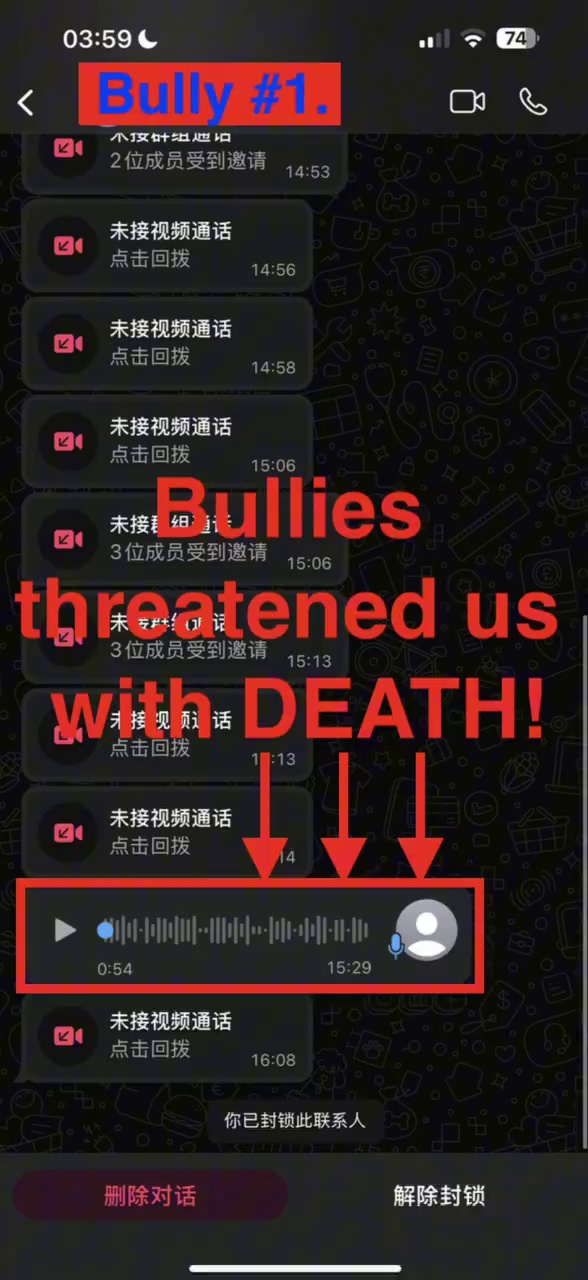 03:59
74
Bully #1.
未接群组通话
2位成员受到邀请
14:53
未接视频通话
点击回拨
14:56
未接视频通话
点击回拨
14:58
未接视频通话
点击回拨
15:06
Bullies
未接群组通话
3位成员受到邀请
15:06
threatened us
未接群组通话
3位成员受到邀请
15:13
with DEATH!
未接视频通话
点击回拨
:13
未接视频通话
点击回拨
14
0:54
15:29
未接视频通话
点击回拨
16:08
你已封锁此联系人
删除对话
解除封锁